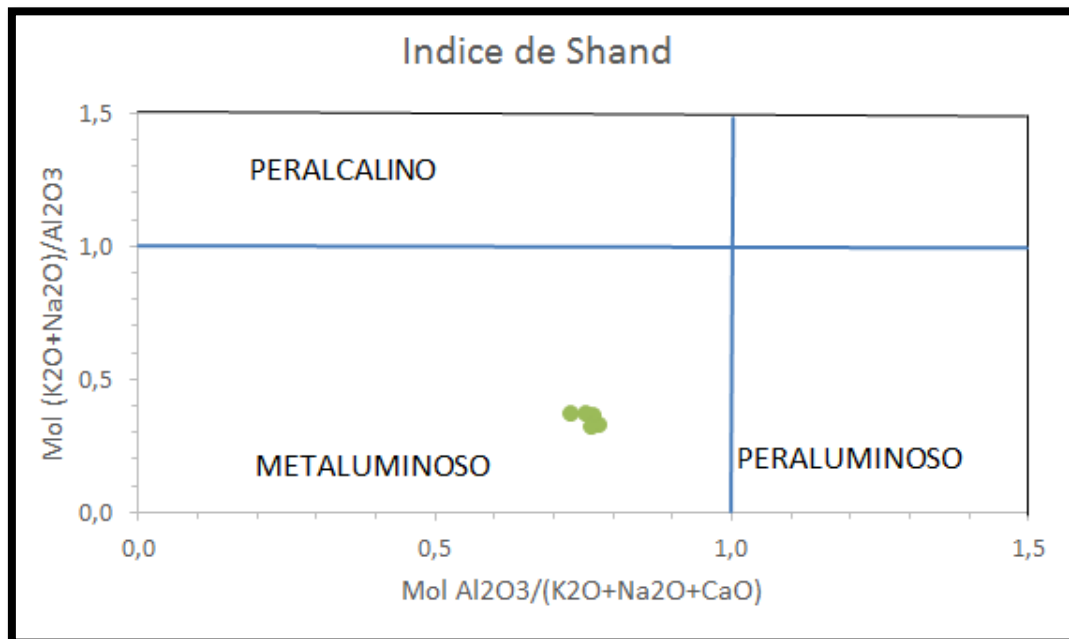 Indice de Shand
Mol (K2O+Na2O)/Al2O3
1,5
1,0
0,5
0,0
PERALCALINO
METALUMINOSO
PERALUMINOSO
0,0
0,5
1,0
1,5
Mol Al2O3/(K2O+Na2O+CaO)